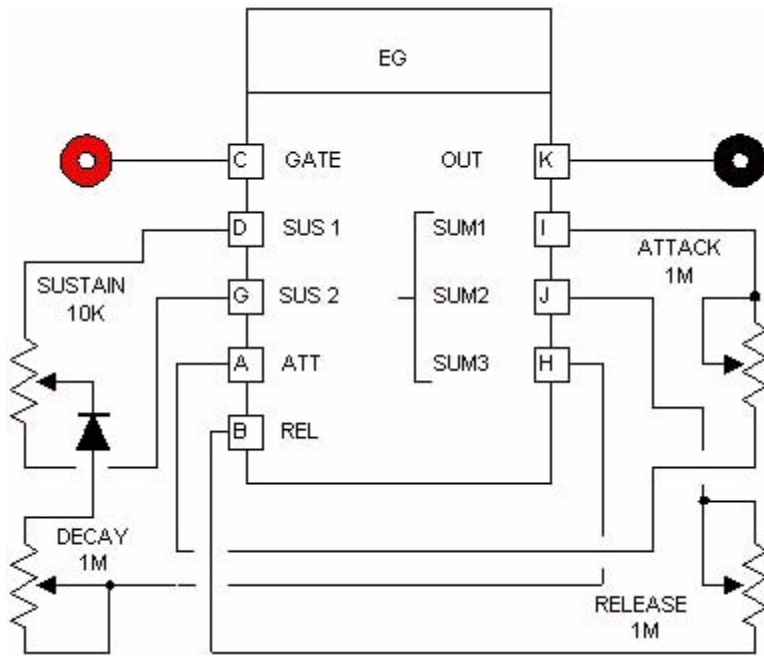 EG
C GATE OUT K
D SUS 1 SUM1 I
ATTACK
1M
SUSTAIN
10K
G SUS 2 SUM2 J
A ATT SUM3 H
B REL
DECAY
1M
RELEASE
1M